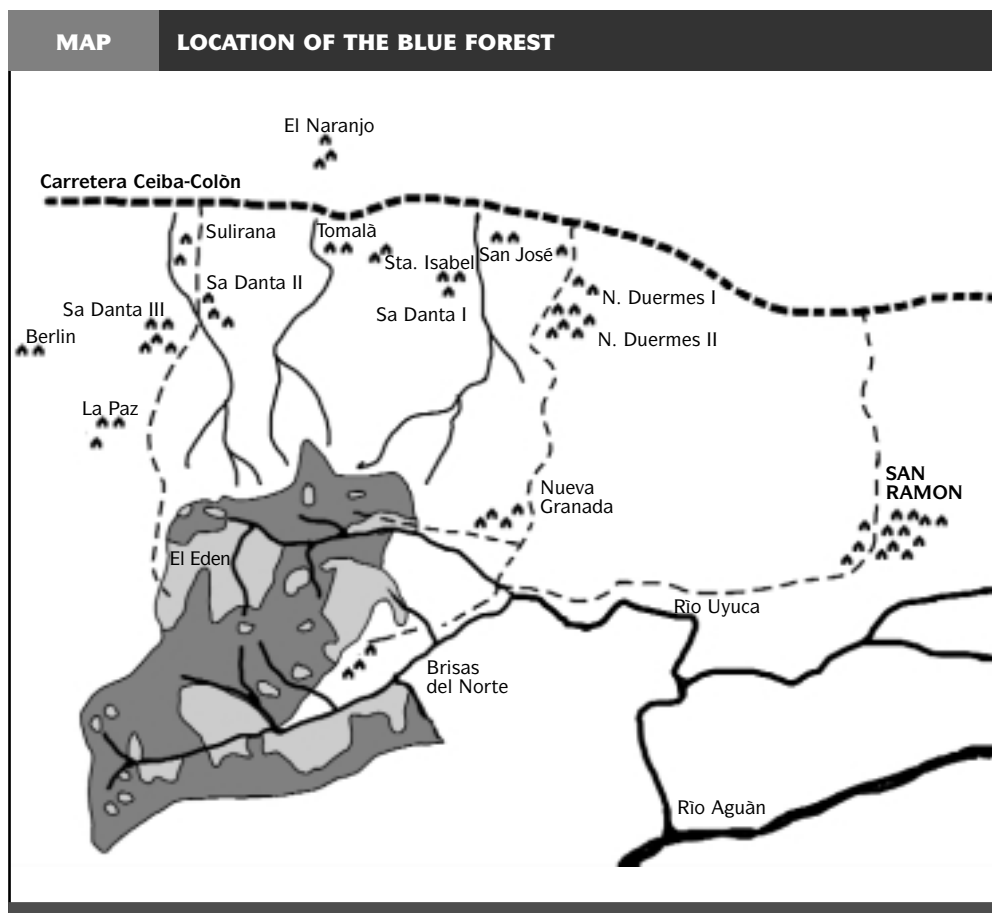 MAP
LOCATION OF THE BLUE FOREST
El Naranjo
Carretera Ceiba-Colòn
Sulirana
Tomalà
Sta. Isabel
San José
Sa Danta II
Sa Danta III
Sa Danta I
N. Duermes I
N. Duermes II
Berlin
La Paz
Nueva
Granada
SAN
RAMON
El Eden
Rìo Uyuca
Brisas
del Norte
Rìo Aguàn